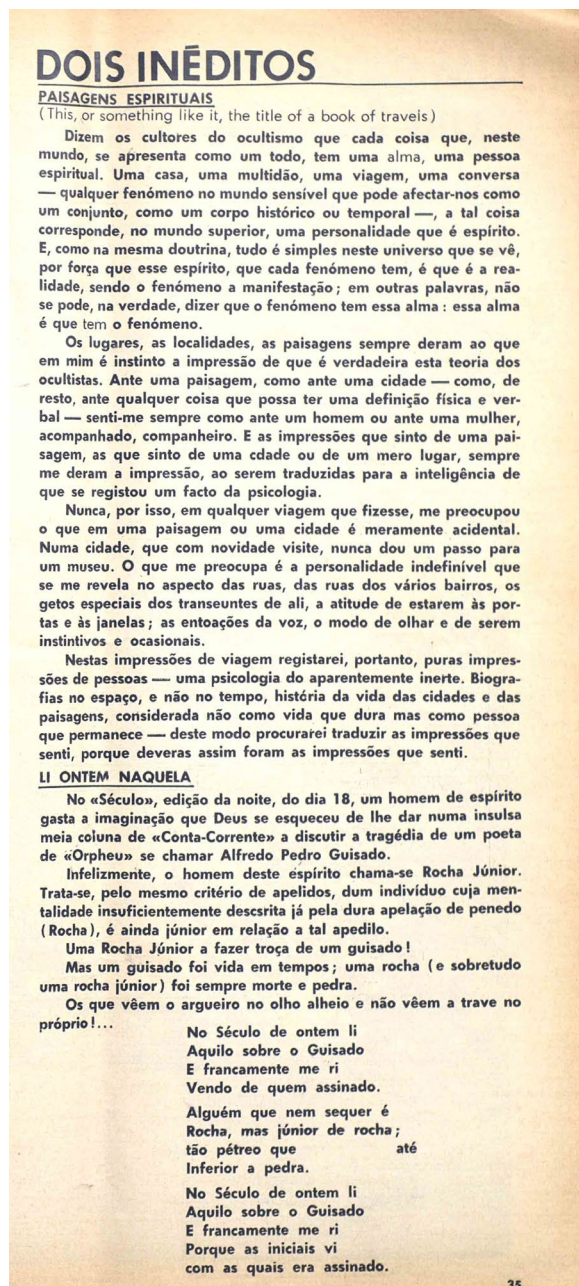 DOIS INÉDITOS
PAISAGENS ESPIRITUAIS
(This, or something like it, the title of a book of traveis)
Dizem os cultores do ocultismo que cada coisa que, neste
mundo, se apresenta como um todo, tem uma alma, uma pessoa
espiritual. Uma casa, uma multidão, uma viagem, uma conversa
— qualquer fenómeno no mundo sensível que pode afectar-nos como
um conjunto, como um corpo histórico ou temporal —, a tal coisa
corresponde, no mundo superior, uma personalidade que é espírito.
E, como na mesma doutrina, tudo é simples neste universo que se vê,
por força que esse espírito, que cada fenómeno tem, é que é a rea-
lidade, sendo o fenómeno a manifestação; em outras palavras, não
se pode, na verdade, dizer que o fenómeno tem essa alma : essa alma
é que tem o fenómeno.
Os lugares, as localidades, as paisagens sempre deram ao que
em mim é instinto a impressão de que é verdadeira esta teoria dos
ocultistas. Ante uma paisagem, como ante uma cidade — como, de
resto, ante qualquer coisa que possa ter uma definição física e ver-
bal — senti-me sempre como ante um homem ou ante uma mulher,
acompanhado, companheiro. E as impressões que sinto de uma pai-
sagem, as que sinto de uma cdade ou de um mero lugar, sempre
me deram a impressão, ao serem traduzidas para a inteligência de
que se registou um facto da psicologia.
Nunca, por isso, em qualquer viagem que fizesse, me preocupou
o que em uma paisagem ou uma cidade é meramente acidental.
Numa cidade, que com novidade visite, nunca dou um passo para
um museu. O que me preocupa é a personalidade indefinível que
se me revela no aspecto das ruas, das ruas dos vários bairros, os
getos especiais dos transeuntes de ali, a atitude de estarem às por-
tas e às janelas; as entoações da voz, o modo de olhar e de serem
instintivos e ocasionais.
Nestas impressões de viagem registarei, portanto, puras impres-
sões de pessoas — uma psicologia do aparentemente inerte. Biogra-
fias no espaço, e não no tempo, história da vida das cidades e das
paisagens, considerada não como vida que dura mas como pessoa
que permanece — deste modo procurarei traduzir as impressões que
senti, porque deveras assim foram as impressões que senti.
LI ONTEM NAQUELA
No «Século», edição da noite, do dia 18, um homem de espírito
gasta a imaginação que Deus se esqueceu de lhe dar numa insulsa
meia coluna de «Conta-Corrente» a discutir a tragédia de um poeta
de «Orpheu» se chamar Alfredo Pedro Guisado.
Infelizmente, o homem deste espírito chama-se Rocha Júnior.
Trata-se, pelo mesmo critério de apelidos, dum indivíduo cuja men-
talidade insuficientemente descsrita já pela dura apelação de penedo
(Rocha), é ainda júnior em relação a tal apedilo.
Uma Rocha Júnior a fazer troça de um guisado!
Mas um guisado foi vida em tempos; uma rocha (e sobretudo
uma rocha júnior) foi sempre morte e pedra.
Os que vêem o argueiro no olho alheio e não vêem a trave no
próprio!...
No Século de ontem li
Aquilo sobre o Guisado
E francamente me ri
Vendo de quem assinado.
Alguém que nem sequer é
Rocha, mas júnior de rocha;
tão pétreo que até
Inferior a pedra.
No Século de ontem li
Aquilo sobre o Guisado
E francamente me ri
Porque as iniciais vi
com as quais era assinado.
35